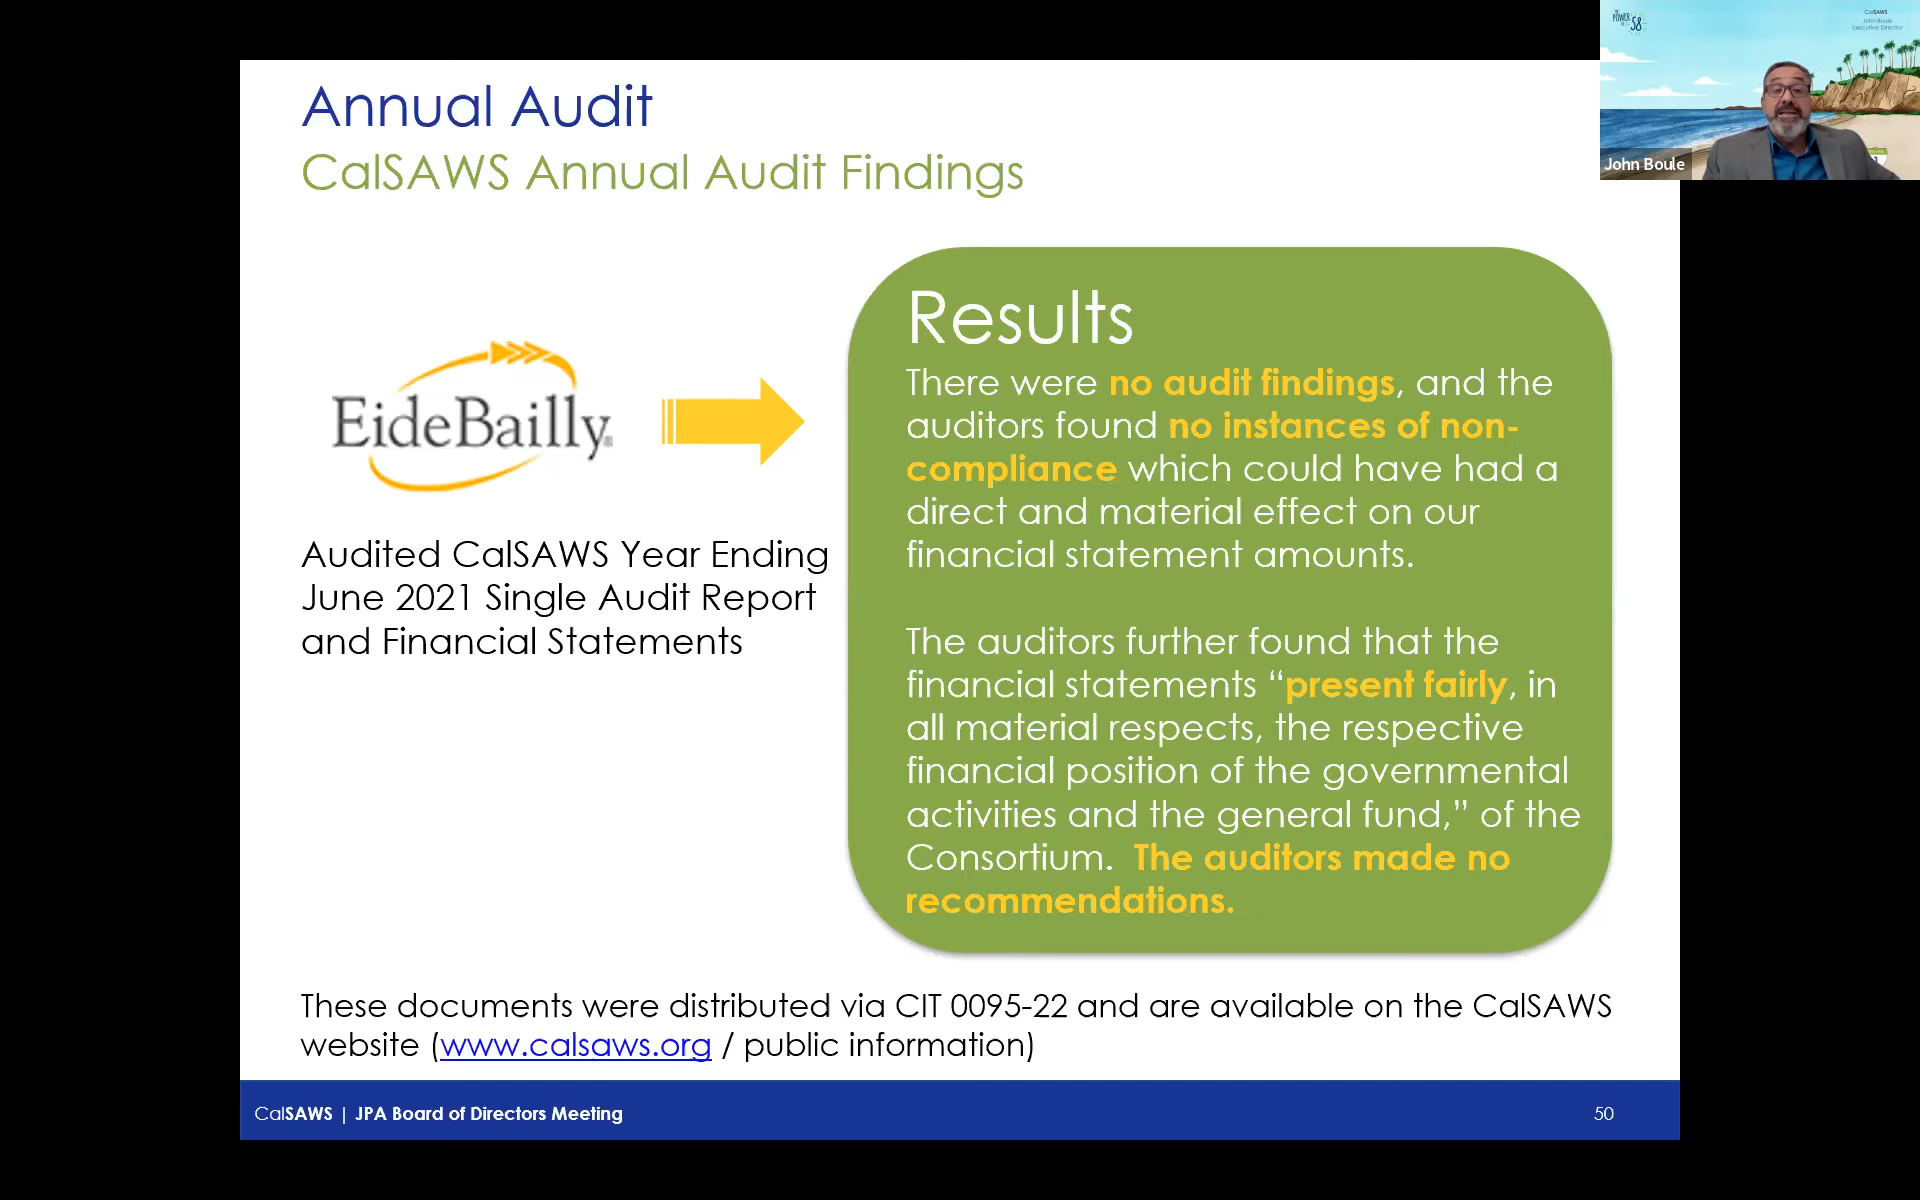 THE POWER OF 58
CalSAWS
John Boule
Executive Director
John Boule
Annual Audit
CalSAWS Annual Audit Findings
EideBailly®
Audited CalSAWS Year Ending
June 2021 Single Audit Report
and Financial Statements
Results
There were no audit findings, and the
auditors found no instances of non-
compliance which could have had a
direct and material effect on our
financial statement amounts.
The auditors further found that the
financial statements “present fairly, in
all material respects, the respective
financial position of the governmental
activities and the general fund,” of the
Consortium.  The auditors made no
recommendations.
These documents were distributed via CIT 0095-22 and are available on the CalSAWS
website (www.calsaws.org / public information)
CalSAWS | JPA Board of Directors Meeting
50